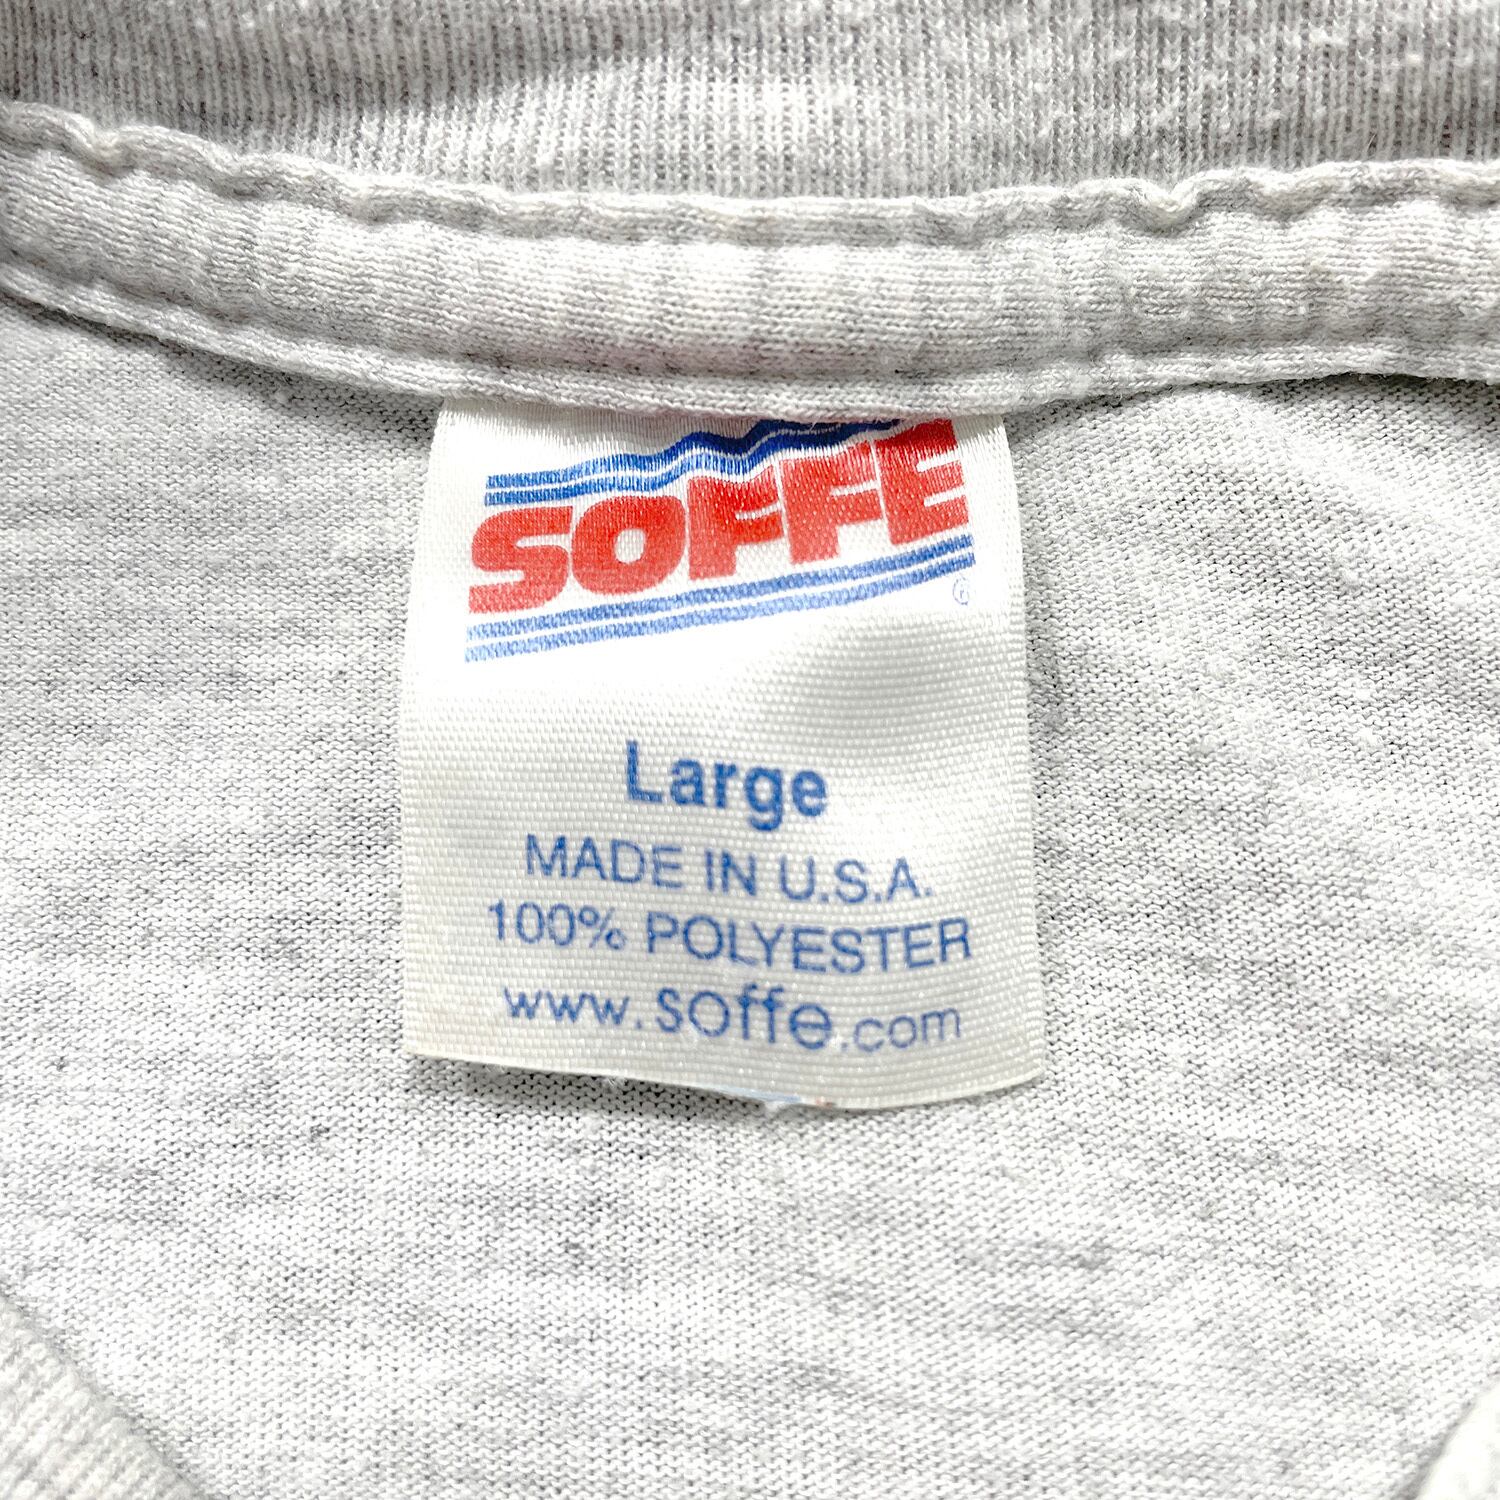 SOFFE
®
Large
MADE IN U.S.A.
100% POLYESTER
www.soffe.com